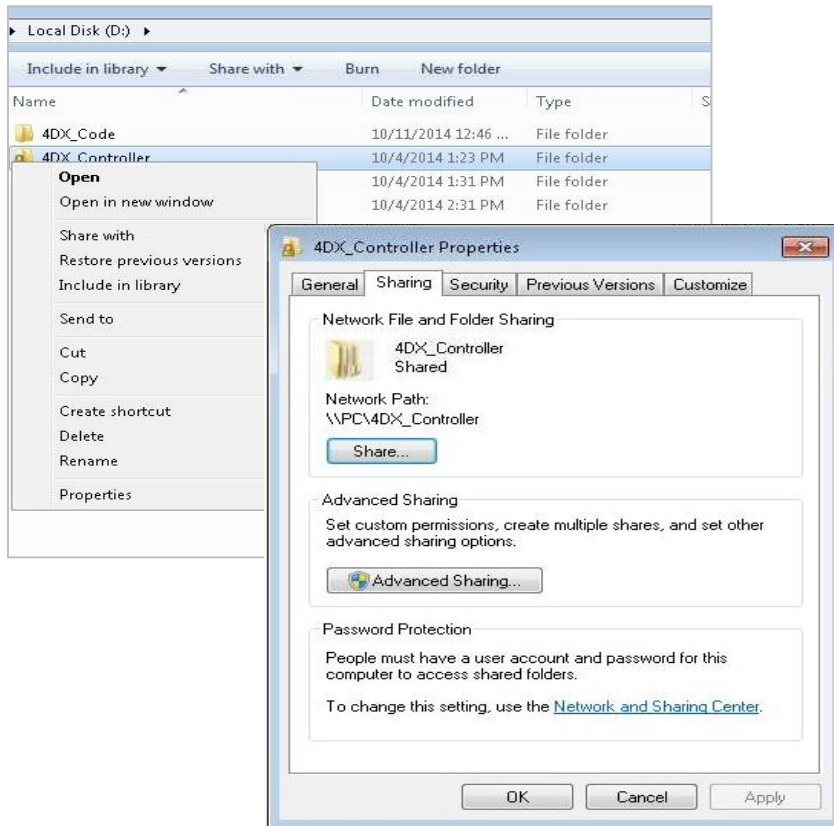 Local Disk (D:)
Include in library Share with Burn New folder
Name Date modified Type S
4DX_Code 10/11/2014 12:46 ... File folder
4DX_Controller 10/4/2014 1:23 PM File folder
10/4/2014 1:31 PM File folder
10/4/2014 2:31 PM File folder
Open
Open in new window
Share with
Restore previous versions
Include in library
Send to
Cut
Copy
Create shortcut
Delete
Rename
Properties
4DX_Controller Properties
General Sharing Security Previous Versions Customize
Network File and Folder Sharing
4DX_Controller
Shared
Network Path:
\\PC\4DX_Controller
Share...
Advanced Sharing
Set custom permissions, create multiple shares, and set other
advanced sharing options.
Advanced Sharing...
Password Protection
People must have a user account and password for this
computer to access shared folders.
To change this setting, use the Network and Sharing Center.
OK Cancel Apply